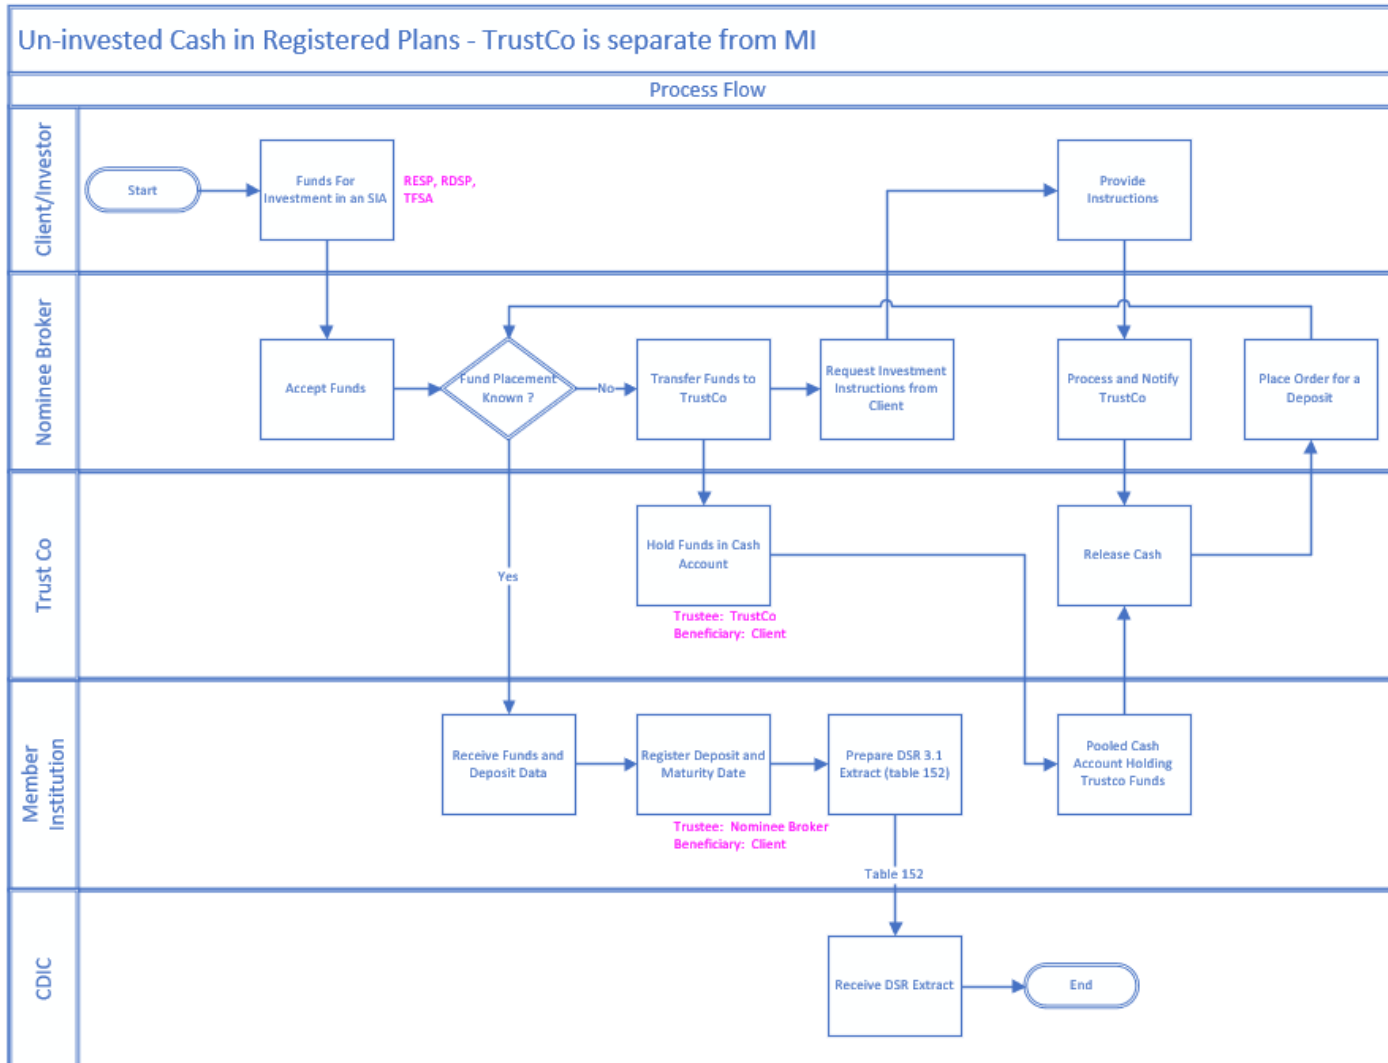 Un-invested Cash in Registered Plans - TrustCo is separate from MI
Process Flow
Client/Investor
Start
Funds For
Investment in an SIA
RESP, RDSP,
TFSA
Provide
Instructions
Nominee Broker
Accept Funds
Fund Placement
Known ?
No
Transfer Funds to
TrustCo
Request Investment
Instructions from
Client
Process and Notify
TrustCo
Place Order for a
Deposit
Trust Co
Yes
Hold Funds in Cash
Account
Trustee: TrustCo
Beneficiary: Client
Release Cash
Member
Institution
Receive Funds and
Deposit Data
Register Deposit and
Maturity Date
Trustee: Nominee Broker
Beneficiary: Client
Prepare DSR 3.1
Extract (table 152)
Pooled Cash
Account Holding
Trustco Funds
Table 152
CDIC
Receive DSR Extract
End